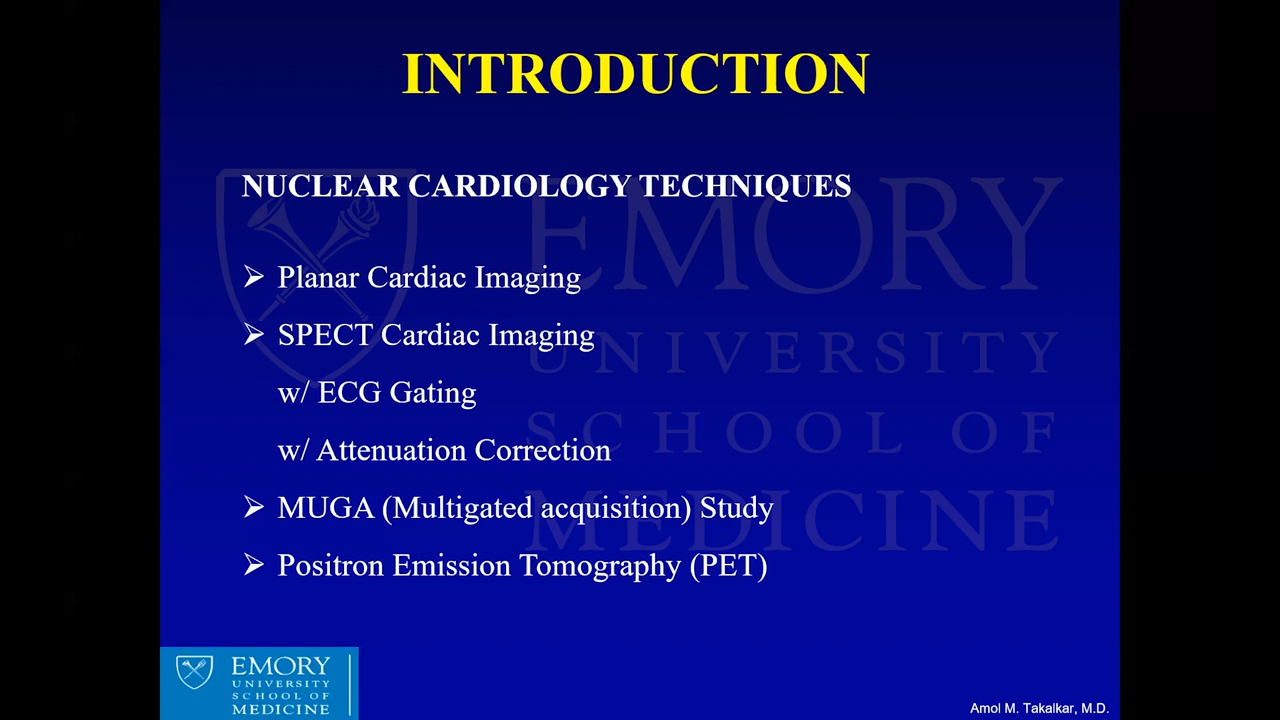 INTRODUCTION
NUCLEAR CARDIOLOGY TECHNIQUES
➢ Planar Cardiac Imaging
➢ SPECT Cardiac Imaging
w/ ECG Gating
w/ Attenuation Correction
➢ MUGA (Multigated acquisition) Study
➢ Positron Emission Tomography (PET)
EMORY
UNIVERSITY
SCHOOL OF
MEDICINE
EMORY
UNIVERSITY
SCHOOL OF
MEDICINE
Amol M. Takalkar, M.D.